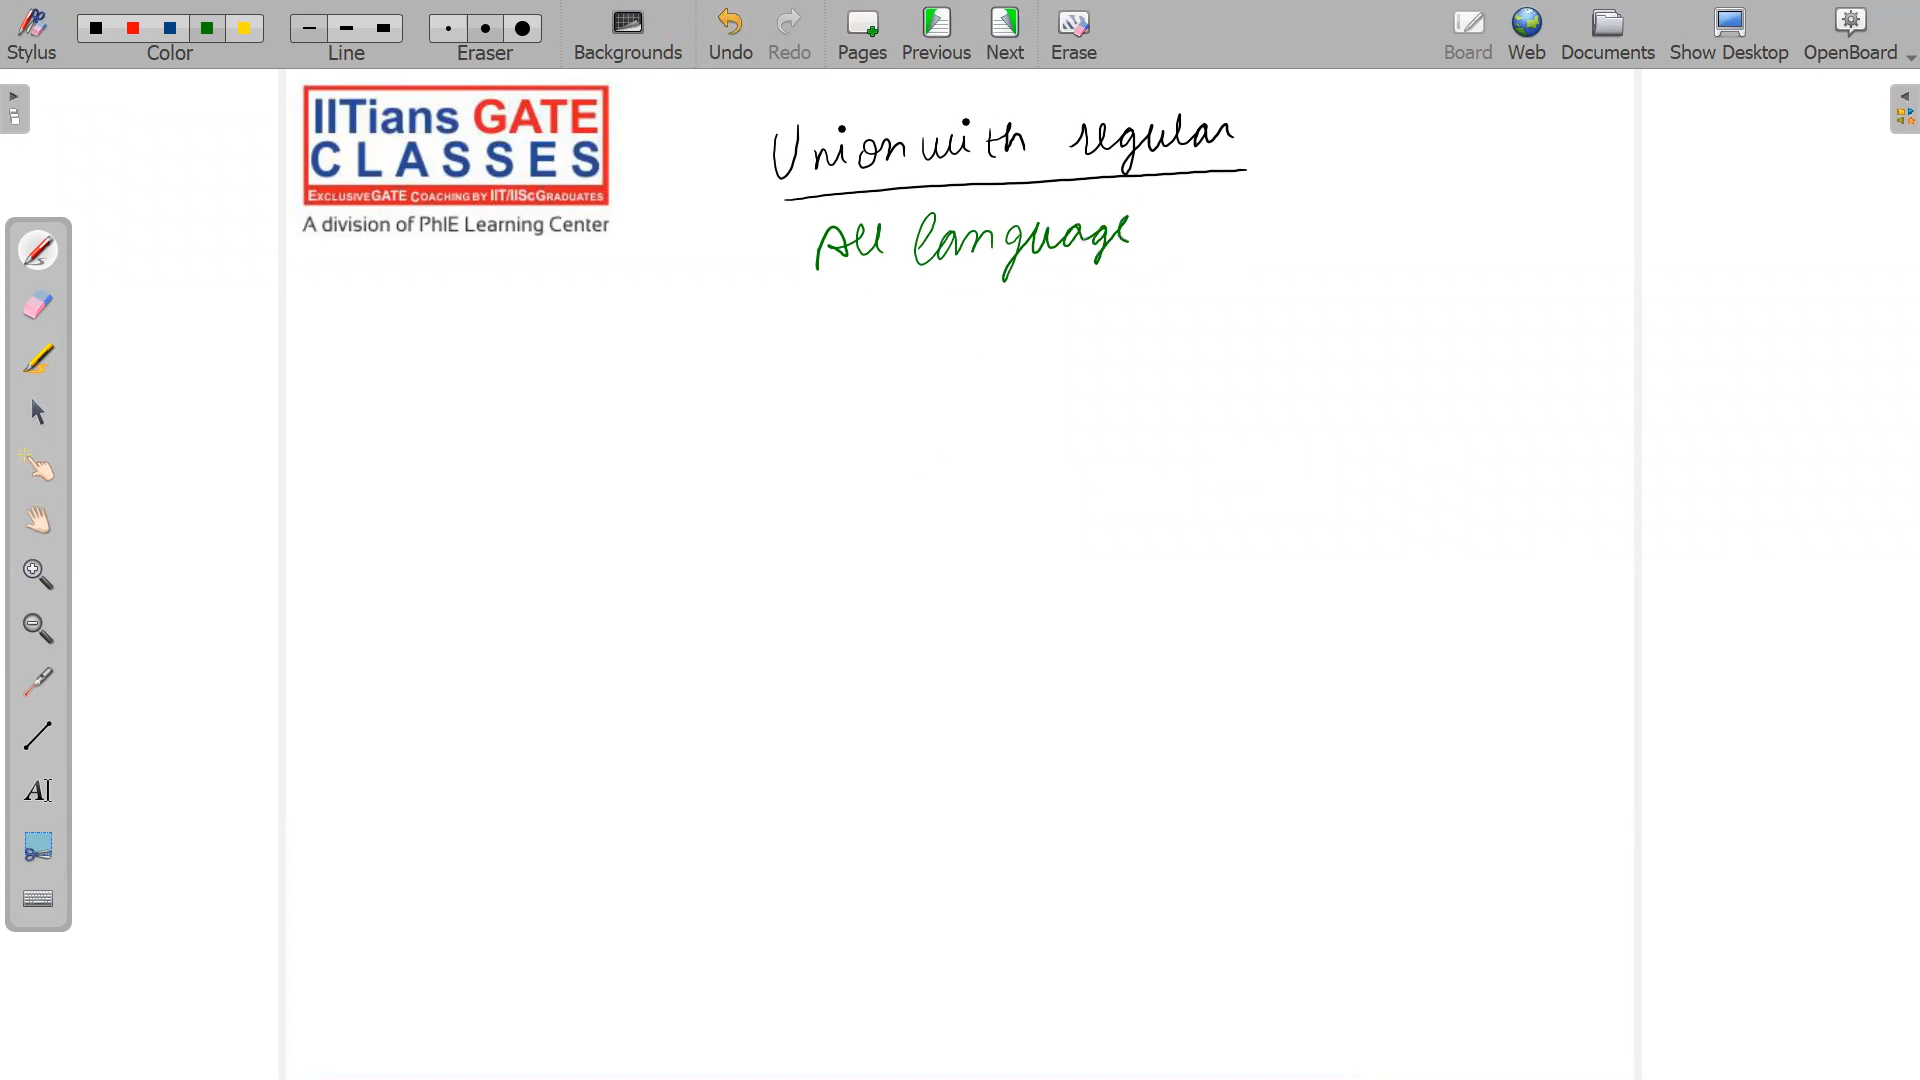 Stylus
Color
Line
Eraser
Backgrounds
Undo
Redo
Pages
Previous
Next
Erase
Board
Web
Documents
Show Desktop
OpenBoard
IITians GATE
CLASSES
EXCLUSIVE GATE COACHING BY IIT/IISc GRADUATES
A division of PhIE Learning Center
Union with regular
All language